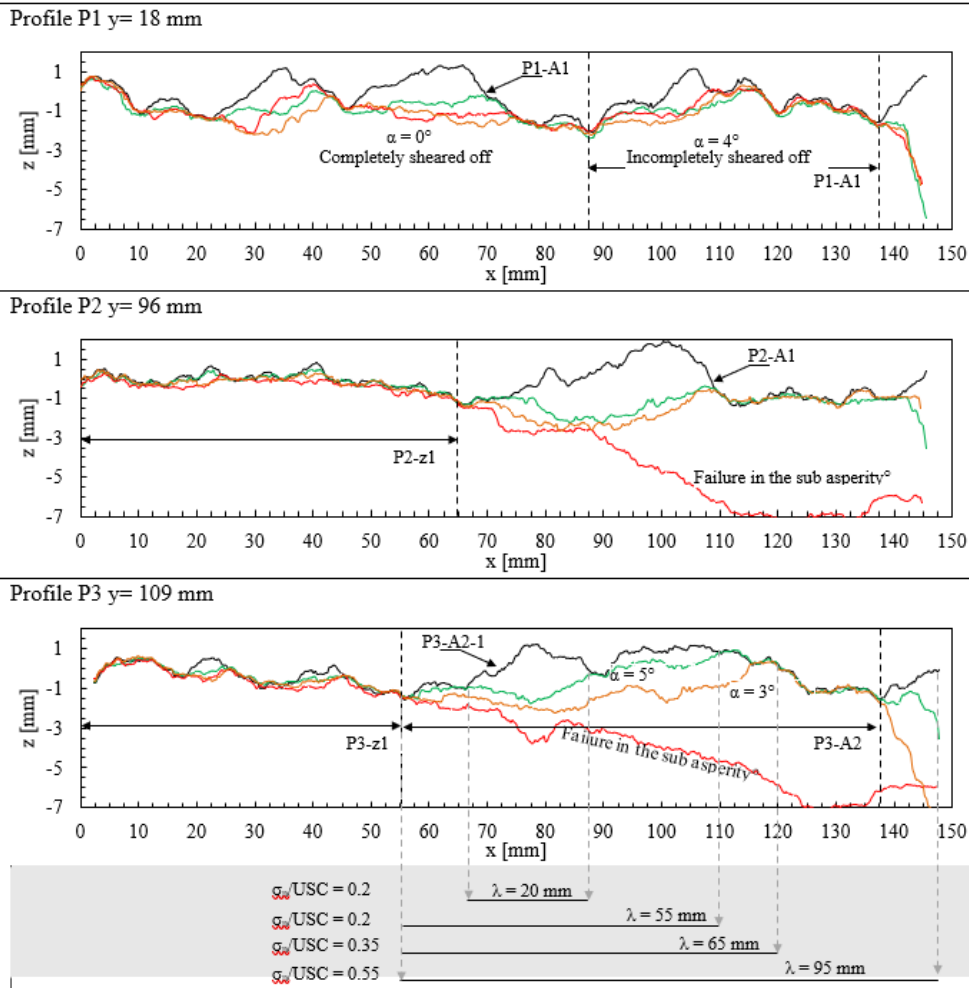 Profile P1 y= 18 mm
P1-A1
1
-1
-3
-5
-7
z [mm]
α = 0°
Completely sheared off
α = 4°
Incompletely sheared off
P1-A1
0 10 20 30 40 50 60 70 80 90 100 110 120 130 140 150
x [mm]
Profile P2 y= 96 mm
1
-1
-3
-5
-7
z [mm]
P2-A1
P2-z1
Failure in the sub asperity°
0 10 20 30 40 50 60 70 80 90 100 110 120 130 140 150
x [mm]
Profile P3 y= 109 mm
1
-1
-3
-5
-7
z [mm]
P3-A2-1
α = 5°
α = 3°
P3-z1
Failure in the sub asperity°
P3-A2
0 10 20 30 40 50 60 70 80 90 100 110 120 130 140 150
x [mm]
σn/USC = 0.2 λ = 20 mm
σn/USC = 0.2 λ = 55 mm
σn/USC = 0.35 λ = 65 mm
σn/USC = 0.55 λ = 95 mm